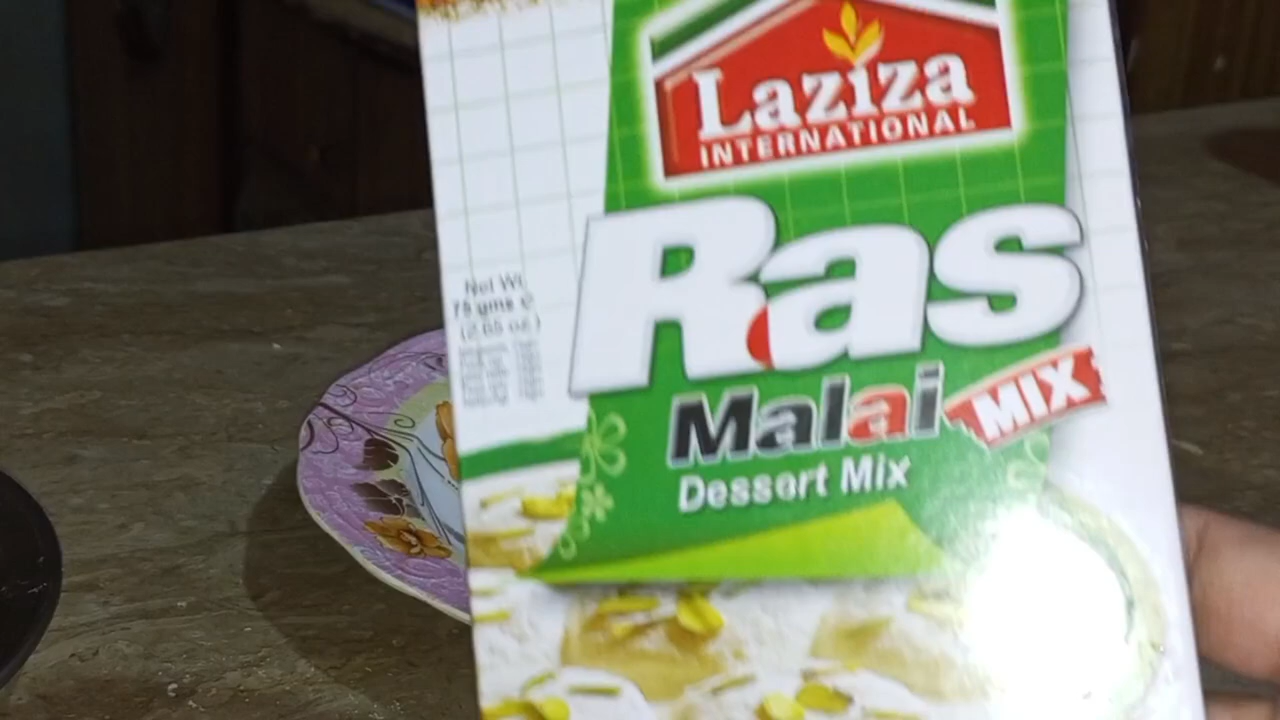 Laziza
INTERNATIONAL
Ras
Malai MIX
Dessert Mix
Net Wt.
75 gms e
(2.65 oz.)